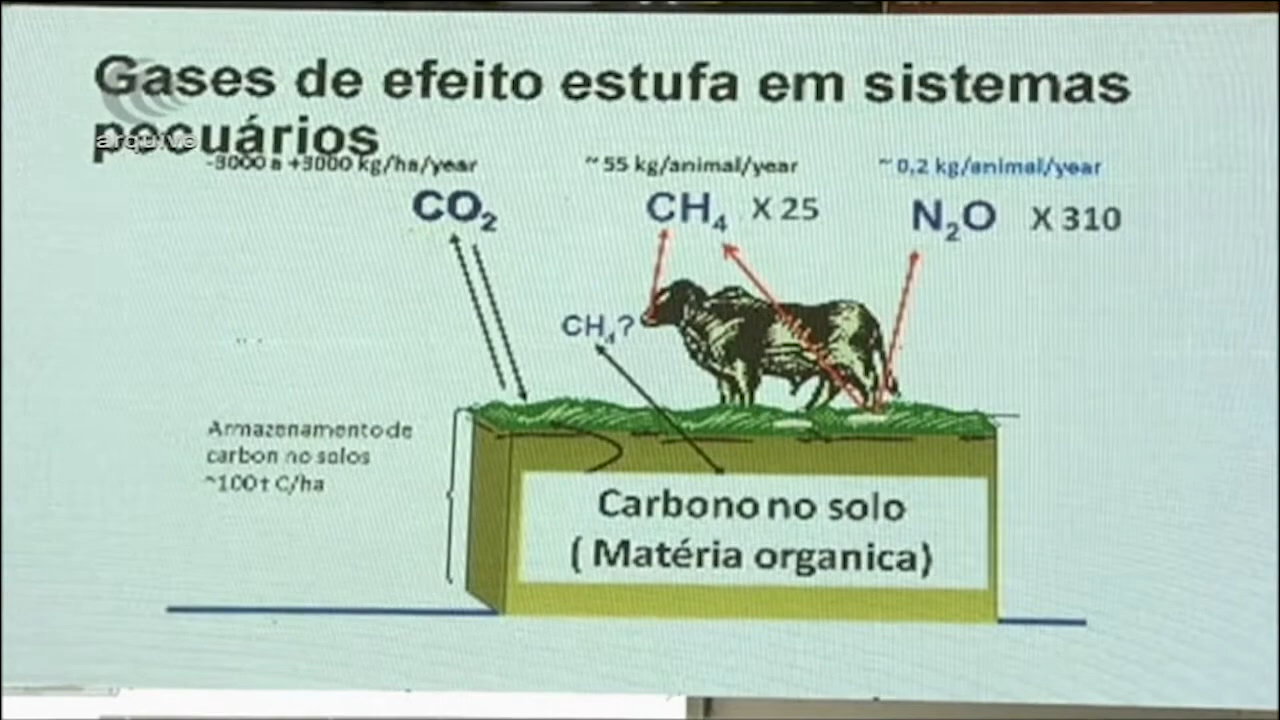 Gases de efeito estufa em sistemas
pecuários
arquivo
-3000 a +3000 kg/ha/year
~ 55 kg/animal/year
~ 0,2 kg/animal/year
CO₂
CH₄ X 25
N₂O X 310
CH₄?
Armazenamento de
carbon no solos
~100 t C/ha
Carbono no solo
( Matéria organica)